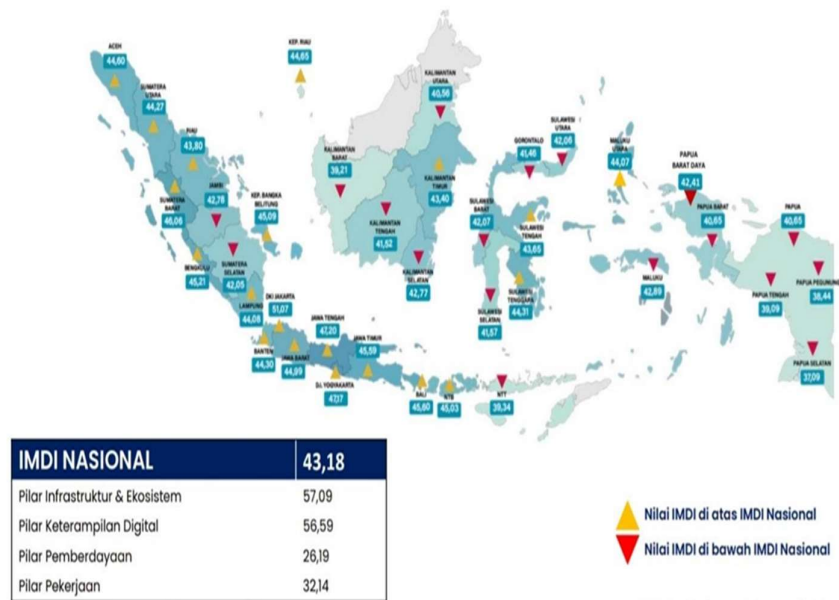 ACEH
44,60
SUMATERA
UTARA
44,27
RIAU
43,80
KEP. RIAU
44,65
SUMATERA
BARAT
46,06
JAMBI
42,78
KEP. BANGKA
BELITUNG
45,09
BENGKULU
45,21
SUMATERA
SELATAN
42,05
LAMPUNG
44,08
DKI JAKARTA
51,07
BANTEN
44,30
JAWA BARAT
44,99
JAWA TENGAH
47,20
D.I. YOGYAKARTA
47,17
JAWA TIMUR
45,59
BALI
45,60
NTB
45,03
NTT
39,34
KALIMANTAN
BARAT
39,21
KALIMANTAN
UTARA
40,56
KALIMANTAN
TENGAH
41,52
KALIMANTAN
TIMUR
43,40
KALIMANTAN
SELATAN
42,77
GORONTALO
41,46
SULAWESI
UTARA
42,06
SULAWESI
BARAT
42,07
SULAWESI
TENGAH
43,65
SULAWESI
SELATAN
41,57
SULAWESI
TENGGARA
44,31
MALUKU
UTARA
44,07
MALUKU
42,89
PAPUA
BARAT DAYA
42,41
PAPUA BARAT
40,65
PAPUA
40,65
PAPUA TENGAH
39,09
PAPUA PEGUNUNG
38,44
PAPUA SELATAN
37,09
IMDI NASIONAL 43,18
Pilar Infrastruktur & Ekosistem 57,09
Pilar Keterampilan Digital 56,59
Pilar Pemberdayaan 26,19
Pilar Pekerjaan 32,14
Nilai IMDI di atas IMDI Nasional
Nilai IMDI di bawah IMDI Nasional